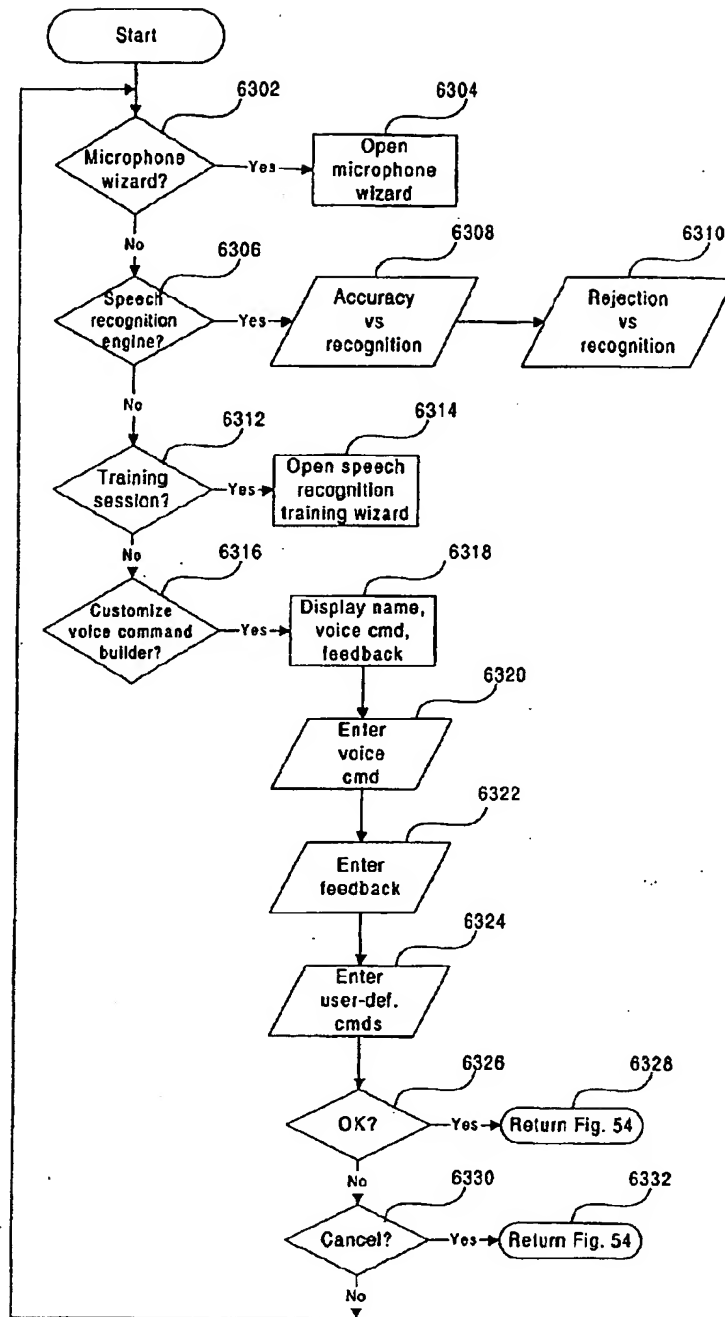 Start
6302
6304
Microphone
wizard?
Yes
Open
microphone
wizard
No
6306
6308
6310
Speech
recognition
engine?
Yes
Accuracy
vs
recognition
Rejection
vs
recognition
No
6312
6314
Training
session?
Yes
Open speech
recognition
training wizard
No
6316
6318
Customize
voice command
builder?
Yes
Display name,
voice cmd,
feedback
6320
Enter
voice
cmd
6322
Enter
feedback
6324
Enter
user-def.
cmds
6326
6328
OK?
Yes
Return Fig. 54
No
6330
6332
Cancel?
Yes
Return Fig. 54
No